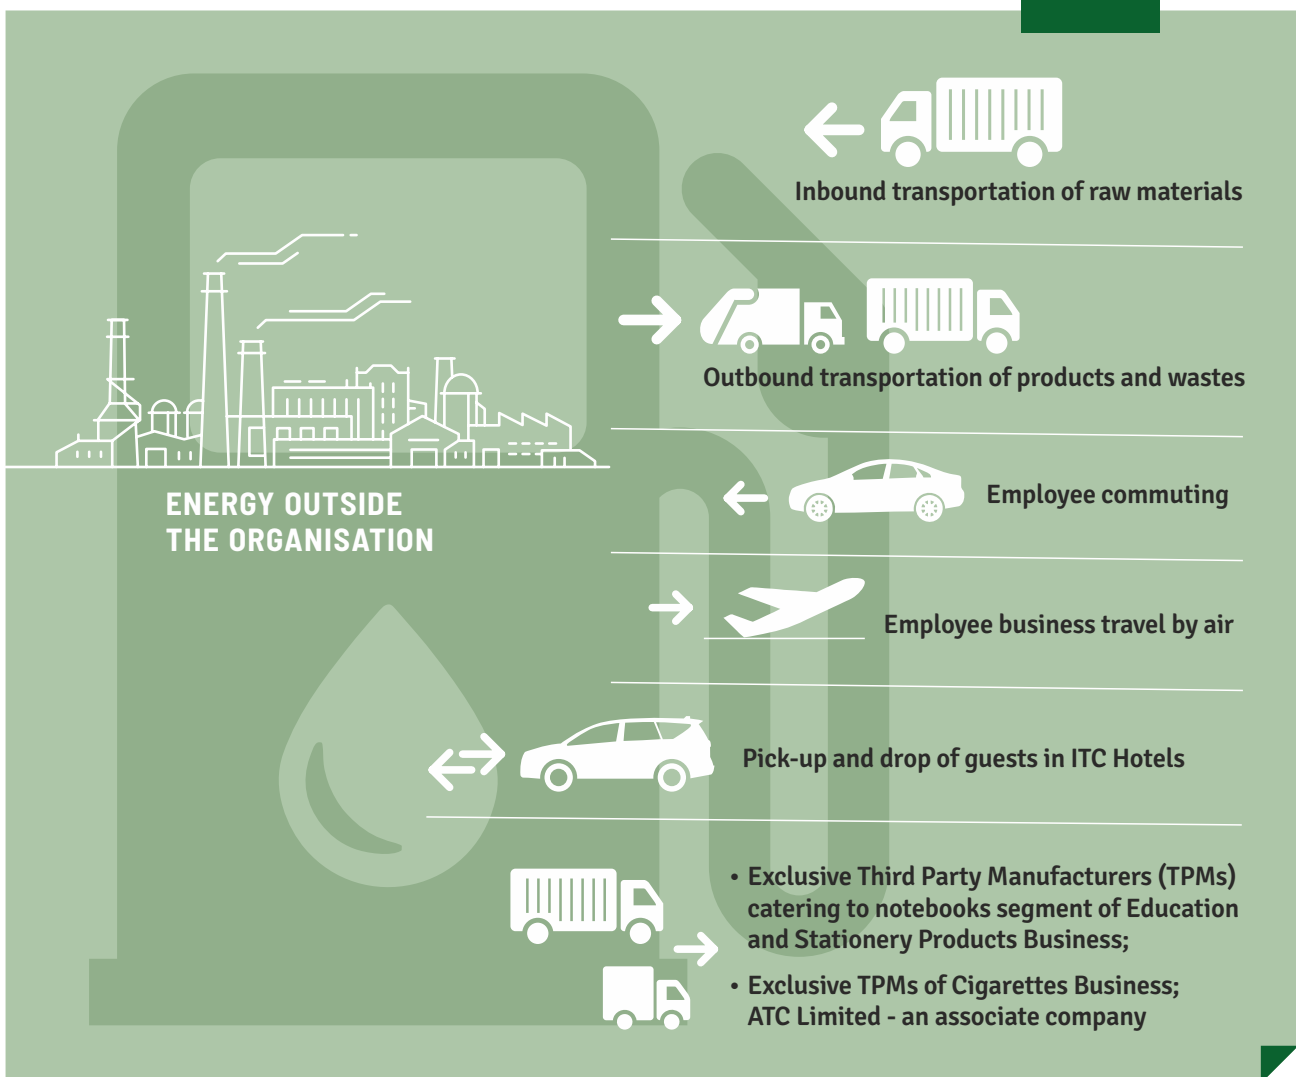 Inbound transportation of raw materials
Outbound transportation of products and wastes
Employee commuting
ENERGY OUTSIDE
THE ORGANISATION
Employee business travel by air
Pick-up and drop of guests in ITC Hotels
• Exclusive Third Party Manufacturers (TPMs)
catering to notebooks segment of Education
and Stationery Products Business;
• Exclusive TPMs of Cigarettes Business;
ATC Limited - an associate company